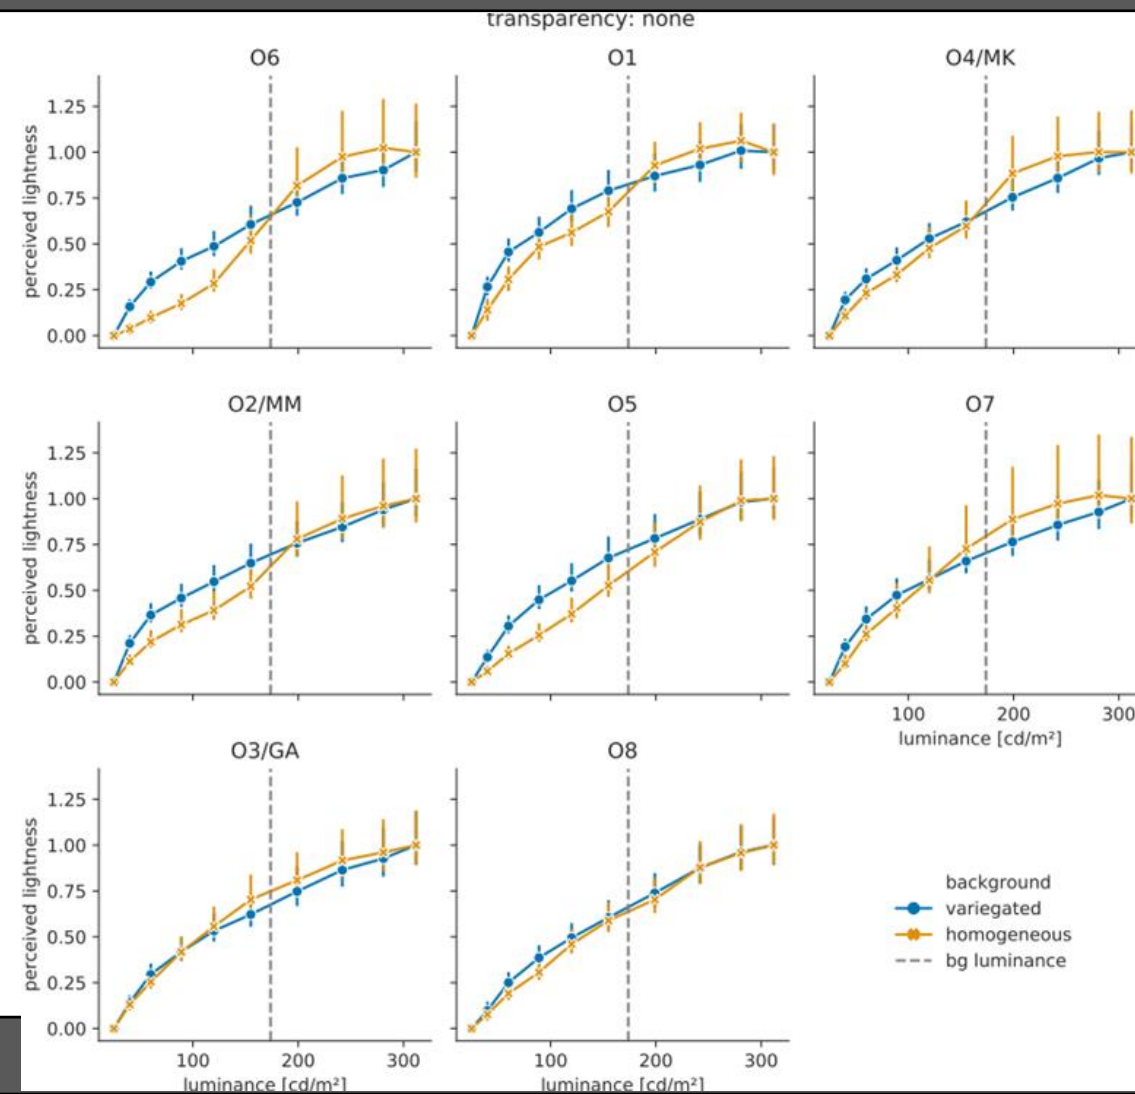 transparency: none
O6
O1
O4/MK
perceived lightness
1.25
1.00
0.75
0.50
0.25
0.00
O2/MM
O5
O7
perceived lightness
1.25
1.00
0.75
0.50
0.25
0.00
100 200 300
luminance [cd/m²]
O3/GA
O8
perceived lightness
1.25
1.00
0.75
0.50
0.25
0.00
100 200 300
luminance [cd/m²]
100 200 300
luminance [cd/m²]
background
variegated
homogeneous
bg luminance